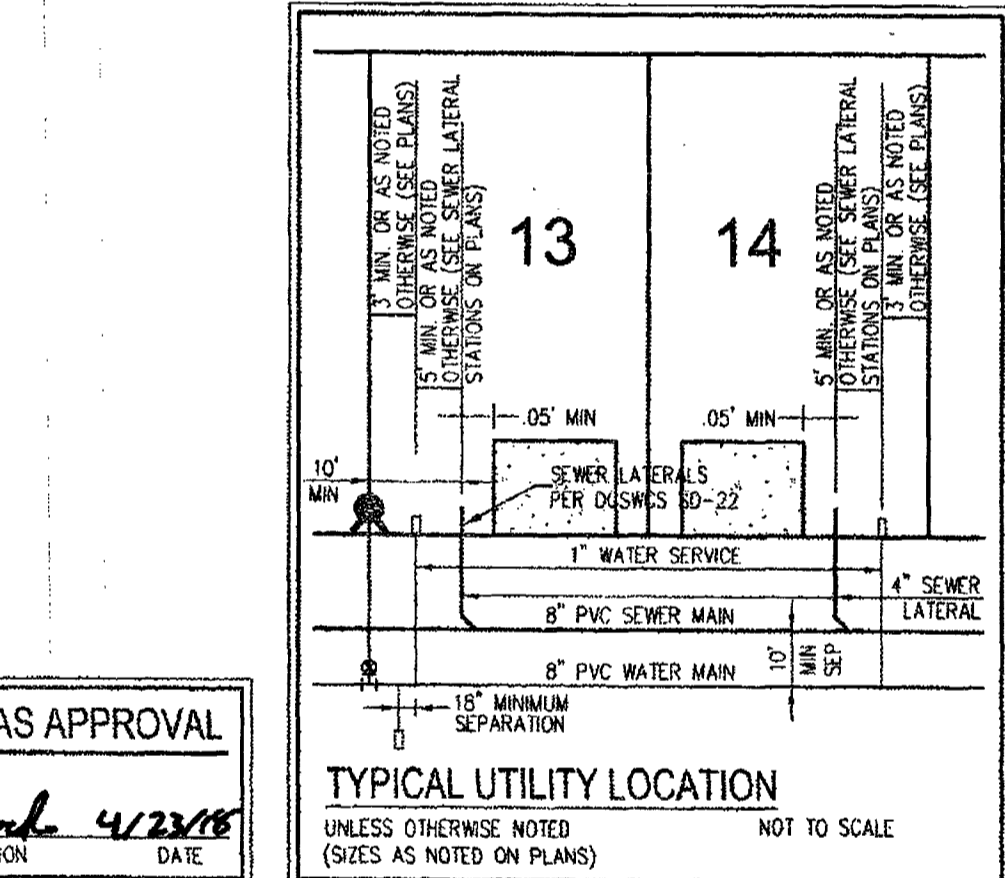 3' MIN. OR AS NOTED
OTHERWISE (SEE PLANS)
5' MIN. OR AS NOTED
OTHERWISE (SEE SEWER LATERAL
STATIONS ON PLANS)
13
14
5' MIN. OR AS NOTED
OTHERWISE (SEE SEWER LATERAL
STATIONS ON PLANS)
3' MIN. OR AS NOTED
OTHERWISE (SEE PLANS)
.05' MIN
.05' MIN
10'
MIN
SEWER LATERALS
PER DCSWCS SD-22
1" WATER SERVICE
4" SEWER
LATERAL
8" PVC SEWER MAIN
10'
MIN
SEP
8" PVC WATER MAIN
18" MINIMUM
SEPARATION
TYPICAL UTILITY LOCATION
UNLESS OTHERWISE NOTED
NOT TO SCALE
(SIZES AS NOTED ON PLANS)
AS APPROVAL
4/23/18
ION
DATE